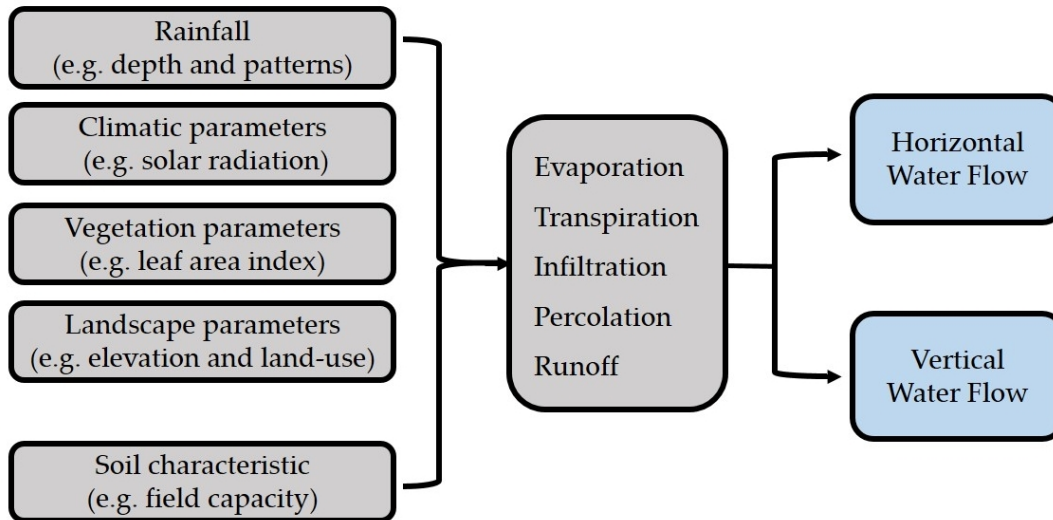 Rainfall
(e.g. depth and patterns)
Climatic parameters
(e.g. solar radiation)
Vegetation parameters
(e.g. leaf area index)
Landscape parameters
(e.g. elevation and land-use)
Soil characteristic
(e.g. field capacity)
Evaporation
Transpiration
Infiltration
Percolation
Runoff
Horizontal
Water Flow
Vertical
Water Flow